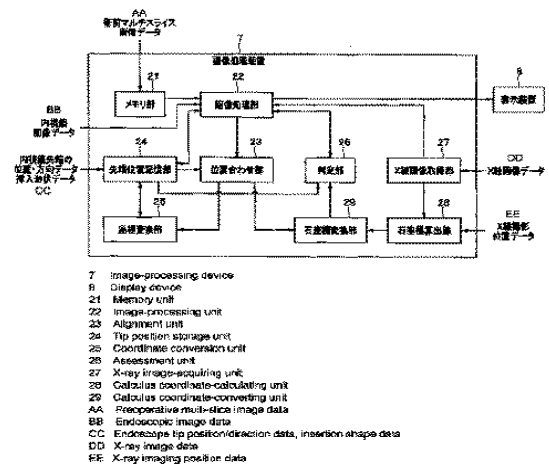 AA
術前マルチスライス
画像データ
7
画像処理装置
21
メモリ部
22
画像処理部
8
表示装置
BB
内視鏡
画像データ
24
先端位置記憶部
23
位置合わせ部
26
判定部
27
X線画像取得部
内視鏡先端の
位置・方向データ
挿入形状データ
CC
DD
X線画像データ
25
座標変換部
29
石座標変換部
28
石座標算出部
EE
X線撮影
位置データ
7 Image-processing device
8 Display device
21 Memory unit
22 Image-processing unit
23 Alignment unit
24 Tip position storage unit
25 Coordinate conversion unit
26 Assessment unit
27 X-ray image-acquiring unit
28 Calculus coordinate-calculating unit
29 Calculus coordinate-converting unit
AA Preoperative multi-slice image data
BB Endoscopic image data
CC Endoscope tip position/direction data, insertion shape data
DD X-ray image data
EE X-ray imaging position data